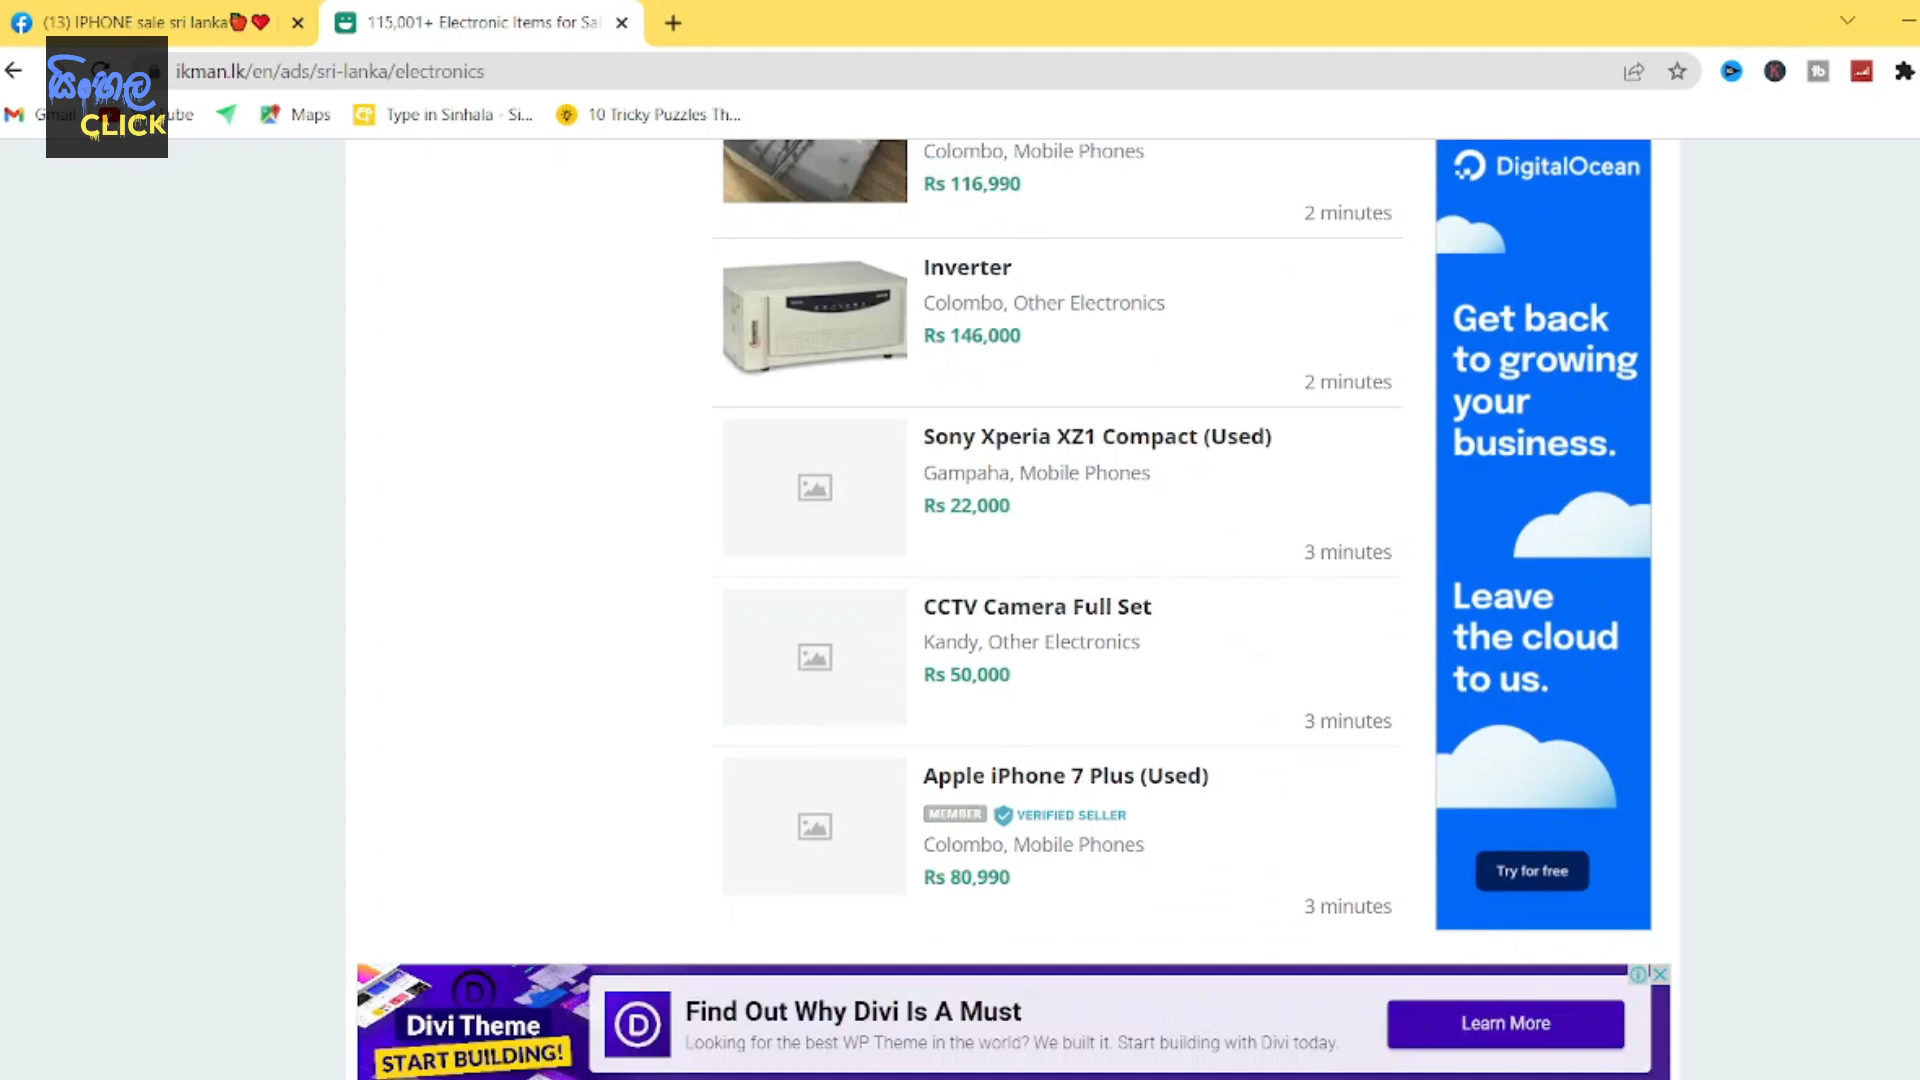 (13) IPHONE sale sri lanka
115,001+ Electronic Items for Sal
සිංහල
CLICK
ikman.lk/en/ads/sri-lanka/electronics
Gmail
Maps
Type in Sinhala - Si...
10 Tricky Puzzles Th...
Colombo, Mobile Phones
Rs 116,990
2 minutes
Inverter
Colombo, Other Electronics
Rs 146,000
2 minutes
Sony Xperia XZ1 Compact (Used)
Gampaha, Mobile Phones
Rs 22,000
3 minutes
CCTV Camera Full Set
Kandy, Other Electronics
Rs 50,000
3 minutes
Apple iPhone 7 Plus (Used)
MEMBER VERIFIED SELLER
Colombo, Mobile Phones
Rs 80,990
3 minutes
DigitalOcean
Get back
to growing
your
business.
Leave
the cloud
to us.
Try for free
Divi Theme
START BUILDING!
Find Out Why Divi Is A Must
Looking for the best WP Theme in the world? We built it. Start building with Divi today.
Learn More